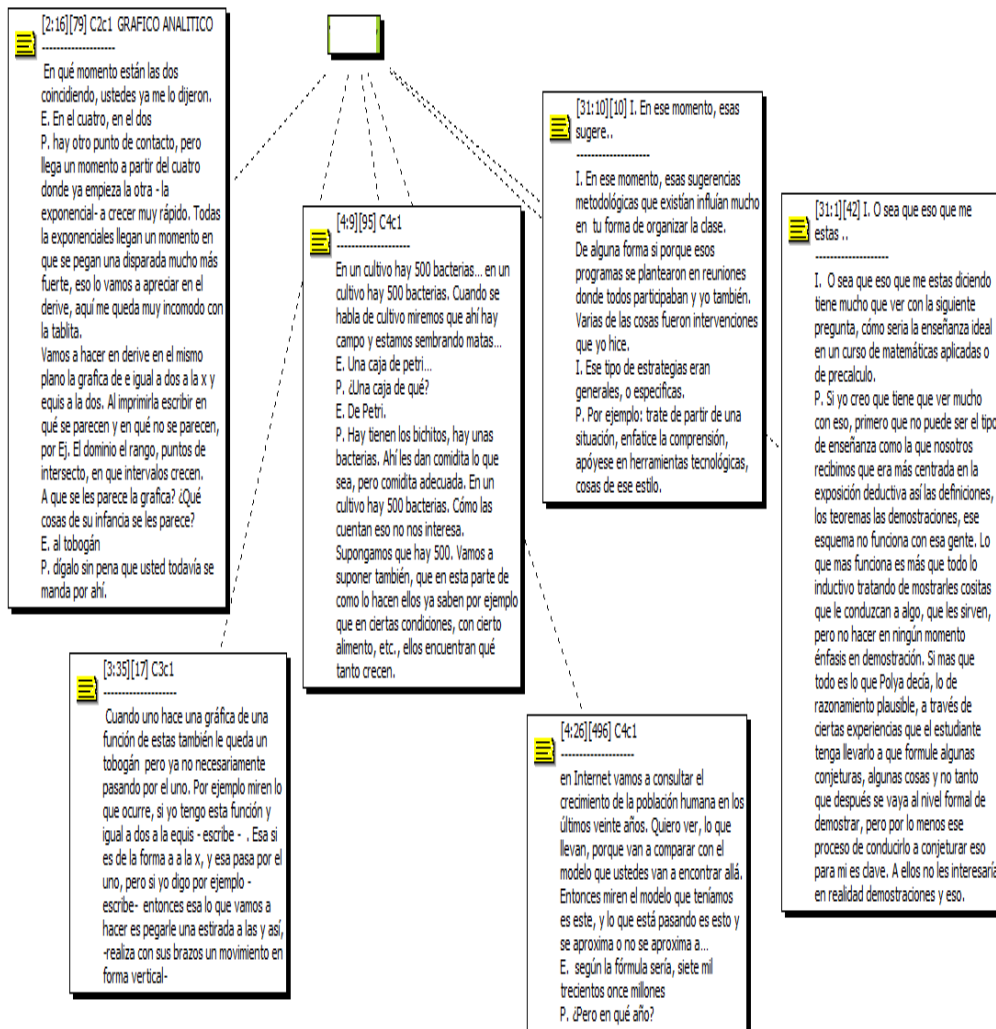 [2:16][79] C2c1 GRAFICO ANALITICO
--------------------
En qué momento están las dos
coincidiendo, ustedes ya me lo dijeron.
E. En el cuatro, en el dos
P. hay otro punto de contacto, pero
llega un momento a partir del cuatro
donde ya empieza la otra - la
exponencial- a crecer muy rápido. Todas
la exponenciales llegan un momento en
que se pegan una disparada mucho más
fuerte, eso lo vamos a apreciar en el
derive, aquí me queda muy incomodo con
la tablita.
Vamos a hacer en derive en el mismo
plano la grafica de e igual a dos a la x y
equis a la dos. Al imprimirla escribir en
qué se parecen y en qué no se parecen,
por Ej. El dominio el rango, puntos de
intersecto, en que intervalos crecen.
A que se les parece la grafica? ¿Qué
cosas de su infancia se les parece?
E. al tobogán
P. dígalo sin pena que usted todavía se
manda por ahí.
[3:35][17] C3c1
--------------------
Cuando uno hace una gráfica de una
función de estas también le queda un
tobogán pero ya no necesariamente
pasando por el uno. Por ejemplo miren lo
que ocurre, si yo tengo esta función y
igual a dos a la equis - escribe - . Esa si
es de la forma a a la x, y esa pasa por el
uno, pero si yo digo por ejemplo -
escribe- entonces esa lo que vamos a
hacer es pegarle una estirada a las y así,
-realiza con sus brazos un movimiento en
forma vertical-
[4:9][95] C4c1
--------------------
En un cultivo hay 500 bacterias... en un
cultivo hay 500 bacterias. Cuando se
habla de cultivo miremos que ahí hay
campo y estamos sembrando matas...
E. Una caja de petri...
P. ¿Una caja de qué?
E. De Petri.
P. Hay tienen los bichitos, hay unas
bacterias. Ahí les dan comidita lo que
sea, pero comidita adecuada. En un
cultivo hay 500 bacterias. Cómo las
cuentan eso no nos interesa.
Supongamos que hay 500. Vamos a
suponer también, que en esta parte de
como lo hacen ellos ya saben por ejemplo
que en ciertas condiciones, con cierto
alimento, etc., ellos encuentran qué
tanto crecen.
[31:10][10] I. En ese momento, esas
sugere..
--------------------
I. En ese momento, esas sugerencias
metodológicas que existían influían mucho
en tu forma de organizar la clase.
De alguna forma si porque esos
programas se plantearon en reuniones
donde todos participaban y yo también.
Varias de las cosas fueron intervenciones
que yo hice.
I. Ese tipo de estrategias eran
generales, o especificas.
P. Por ejemplo: trate de partir de una
situación, enfatice la comprensión,
apóyese en herramientas tecnológicas,
cosas de ese estilo.
[4:26][496] C4c1
--------------------
en Internet vamos a consultar el
crecimiento de la población humana en los
últimos veinte años. Quiero ver, lo que
llevan, porque van a comparar con el
modelo que ustedes van a encontrar allá.
Entonces miren el modelo que teníamos
es este, y lo que está pasando es esto y
se aproxima o no se aproxima a...
E. según la fórmula sería, siete mil
trecientos once millones
P. ¿Pero en qué año?
[31:1][42] I. O sea que eso que me
estas ..
--------------------
I. O sea que eso que me estas diciendo
tiene mucho que ver con la siguiente
pregunta, cómo seria la enseñanza ideal
en un curso de matemáticas aplicadas o
de precalculo.
P. Si yo creo que tiene que ver mucho
con eso, primero que no puede ser el tipo
de enseñanza como la que nosotros
recibimos que era más centrada en la
exposición deductiva así las definiciones,
los teoremas las demostraciones, ese
esquema no funciona con esa gente. Lo
que mas funciona es más que todo lo
inductivo tratando de mostrarles cositas
que le conduzcan a algo, que les sirven,
pero no hacer en ningún momento
énfasis en demostración. Si mas que
todo es lo que Polya decía, lo de
razonamiento plausible, a través de
ciertas experiencias que el estudiante
tenga llevarlo a que formule algunas
conjeturas, algunas cosas y no tanto
que después se vaya al nivel formal de
demostrar, pero por lo menos ese
proceso de conducirlo a conjeturar eso
para mi es clave. A ellos no les interesaría
en realidad demostraciones y eso.